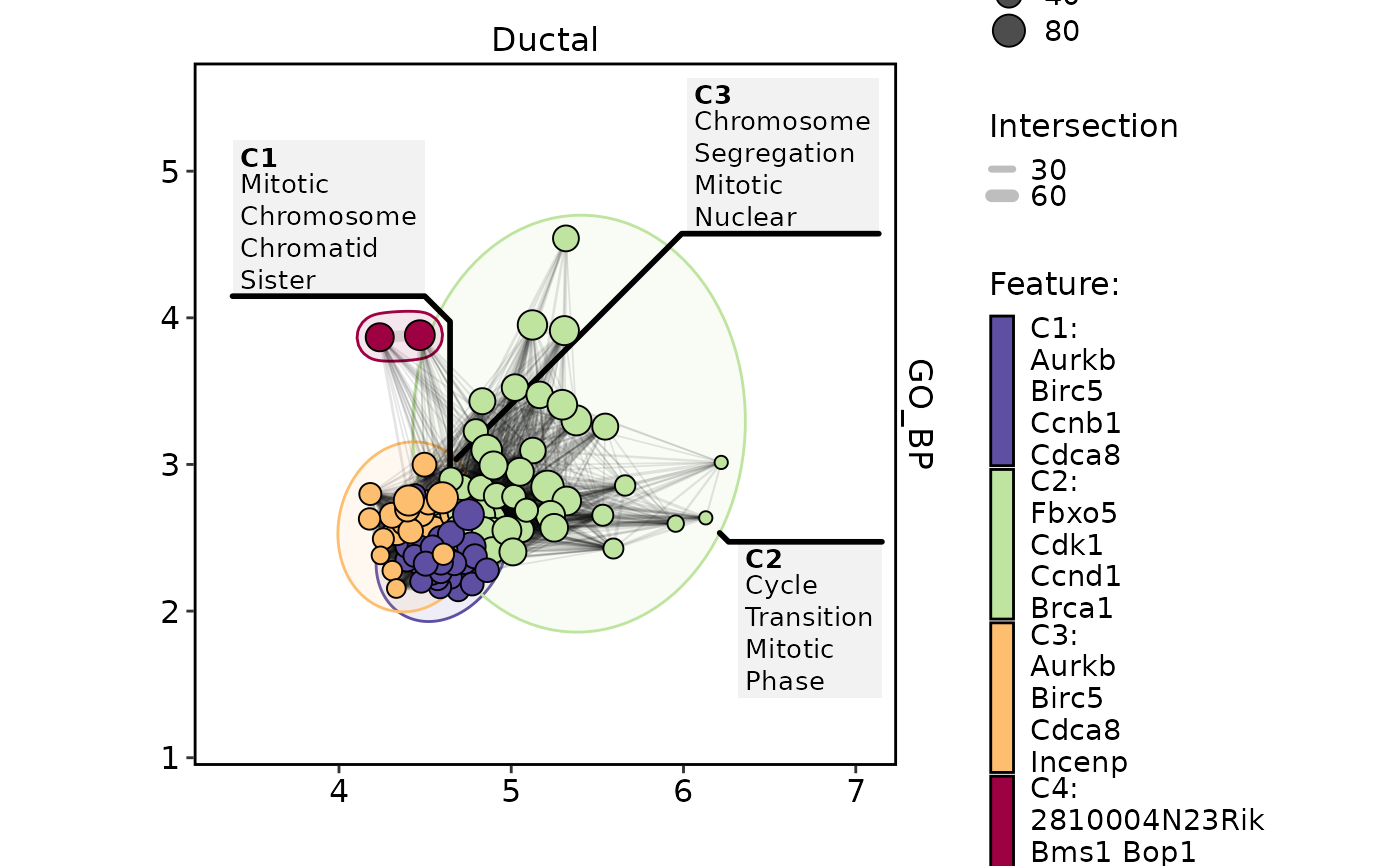 Ductal
C1
Mitotic
Chromosome
Chromatid
Sister
C3
Chromosome
Segregation
Mitotic
Nuclear
C2
Cycle
Transition
Mitotic
Phase
5
4
3
2
1
4
5
6
7
GO_BP
80
Intersection
30
60
Feature:
C1:
Aurkb
Birc5
Ccnb1
Cdca8
C2:
Fbxo5
Cdk1
Ccnd1
Brca1
C3:
Aurkb
Birc5
Cdca8
Incenp
C4:
2810004N23Rik
Bms1 Bop1